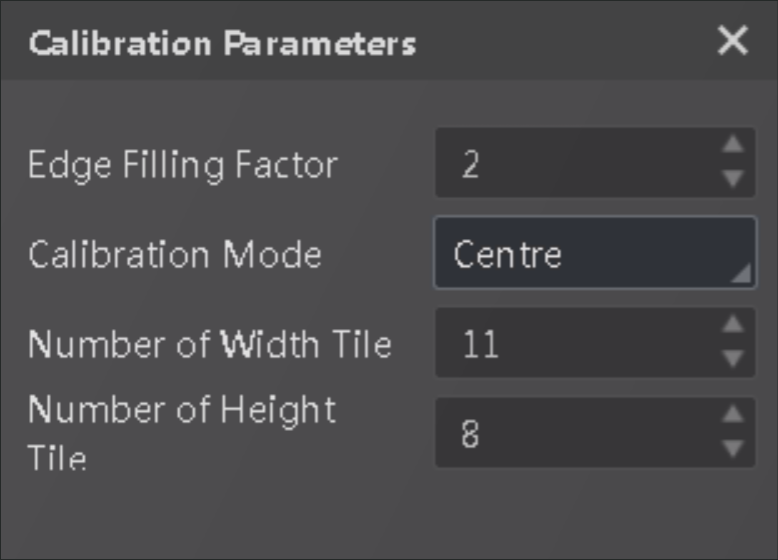 Calibration Parameters
Edge Filling Factor 2
Calibration Mode Centre
Number of Width Tile 11
Number of Height
Tile 8